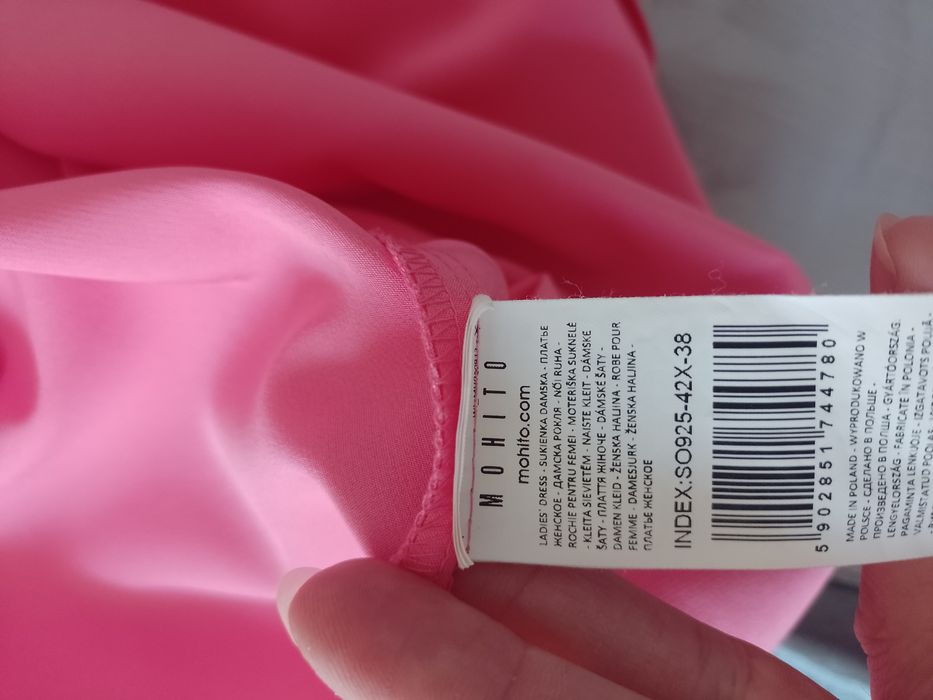 MOHITO
mohito.com
LADIES' DRESS - SUKIENKA DAMSKA - ПЛАТЬЕ
ЖЕНСКОЕ - ДАМСКА РОКЛЯ - NŐI RUHA -
ROCHIE PENTRU FEMEI - MOTERIŠKA SUKNELĖ
- KLEITA SIEVIETĒM - NAISTE KLEIT - DÁMSKE
ŠATY - ПЛАТТЯ ЖІНОЧЕ - DÁMSKÉ ŠATY -
DAMEN KLEID - ŽENSKA HALJINA - ROBE POUR
FEMME - DAMESJURK - ŽENSKA HALJINA -
ПЛАТЬЕ ЖЕНСКОЕ
INDEX:SO925-42X-38
5 902851 744780
MADE IN POLAND - WYPRODUKOWANO W
POLSCE - СДЕЛАНО В ПОЛЬШЕ -
ПРОИЗВЕДЕНО В ПОЛША - GYÁRTÓORSZÁG:
LENGYELORSZÁG - FABRICATE ÎN POLONIA -
PAGAMINTA LENKIJOJE - IZGATAVOTS POLIJĀ -